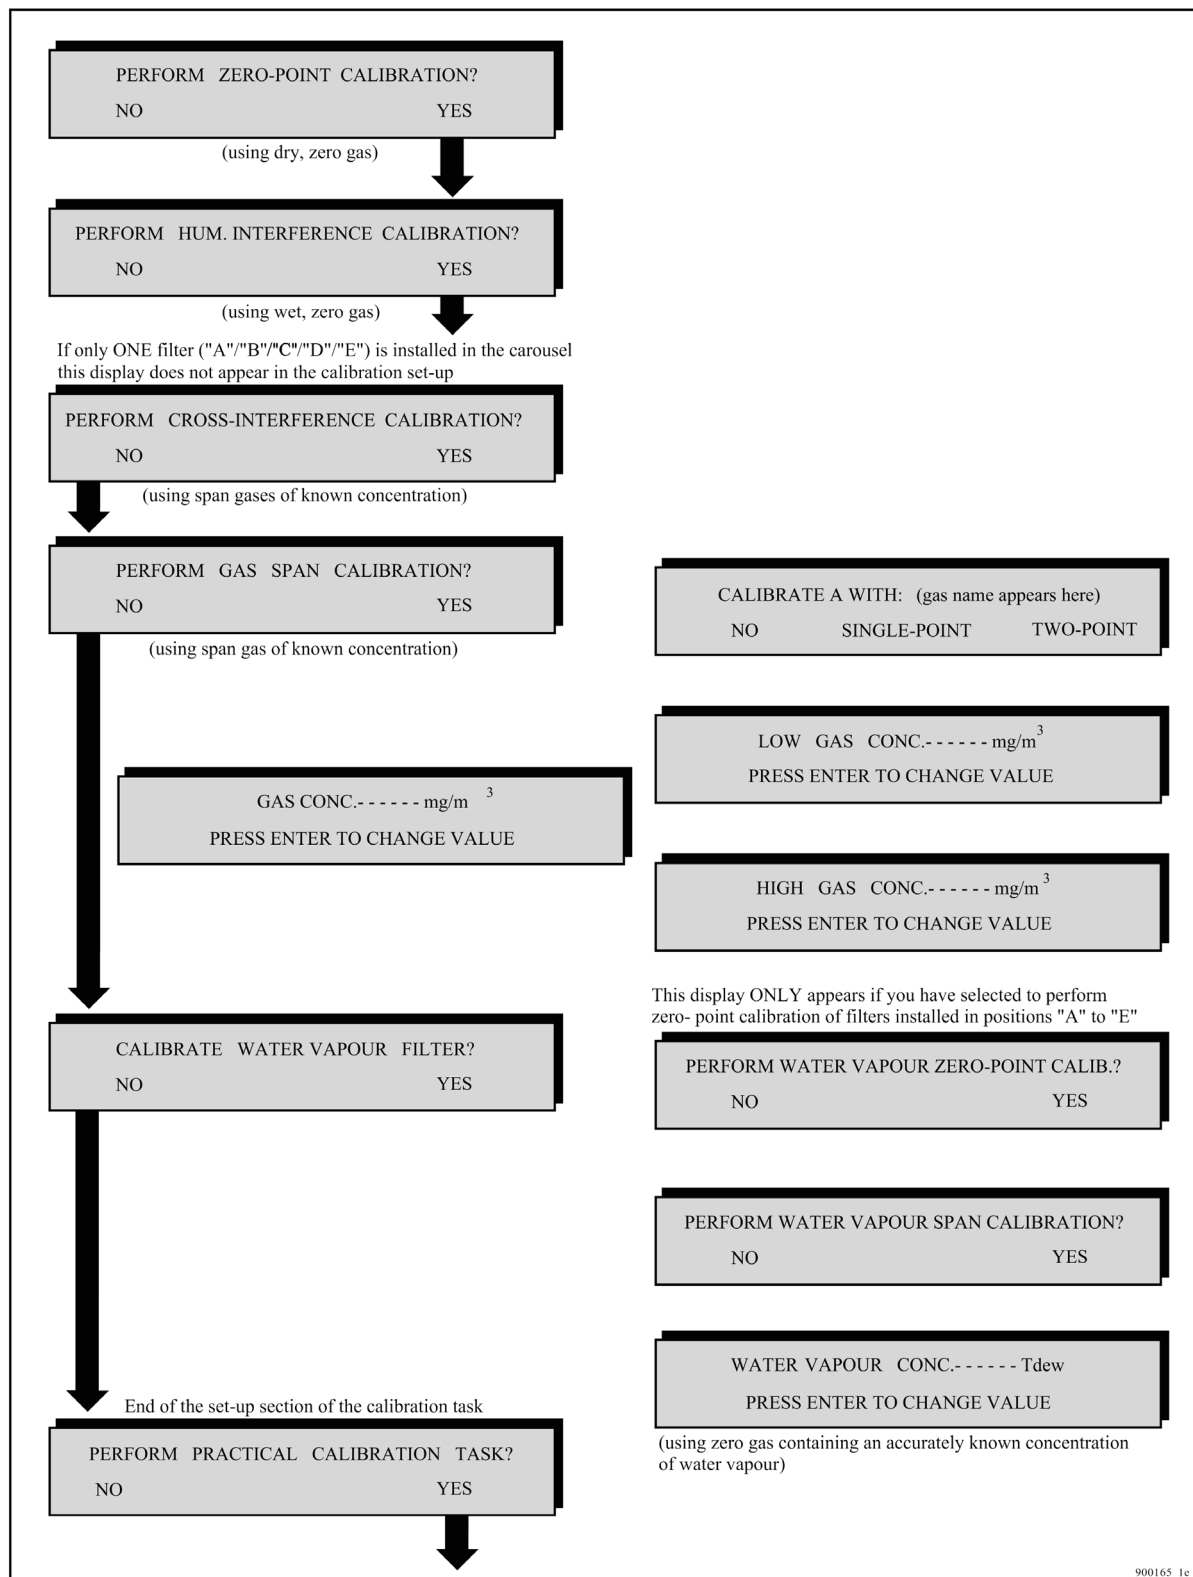 PERFORM ZERO-POINT CALIBRATION?
NO YES
(using dry, zero gas)
PERFORM HUM. INTERFERENCE CALIBRATION?
NO YES
(using wet, zero gas)
If only ONE filter ("A"/"B"/"C"/"D"/"E") is installed in the carousel
this display does not appear in the calibration set-up
PERFORM CROSS-INTERFERENCE CALIBRATION?
NO YES
(using span gases of known concentration)
PERFORM GAS SPAN CALIBRATION?
NO YES
(using span gas of known concentration)
CALIBRATE A WITH: (gas name appears here)
NO SINGLE-POINT TWO-POINT
LOW GAS CONC.- - - - - - mg/m³
PRESS ENTER TO CHANGE VALUE
GAS CONC.- - - - - - mg/m ³
PRESS ENTER TO CHANGE VALUE
HIGH GAS CONC.- - - - - - mg/m ³
PRESS ENTER TO CHANGE VALUE
This display ONLY appears if you have selected to perform
zero- point calibration of filters installed in positions "A" to "E"
CALIBRATE WATER VAPOUR FILTER?
NO YES
PERFORM WATER VAPOUR ZERO-POINT CALIB.?
NO YES
PERFORM WATER VAPOUR SPAN CALIBRATION?
NO YES
WATER VAPOUR CONC.- - - - - - Tdew
PRESS ENTER TO CHANGE VALUE
(using zero gas containing an accurately known concentration
of water vapour)
End of the set-up section of the calibration task
PERFORM PRACTICAL CALIBRATION TASK?
NO YES
900165 1e